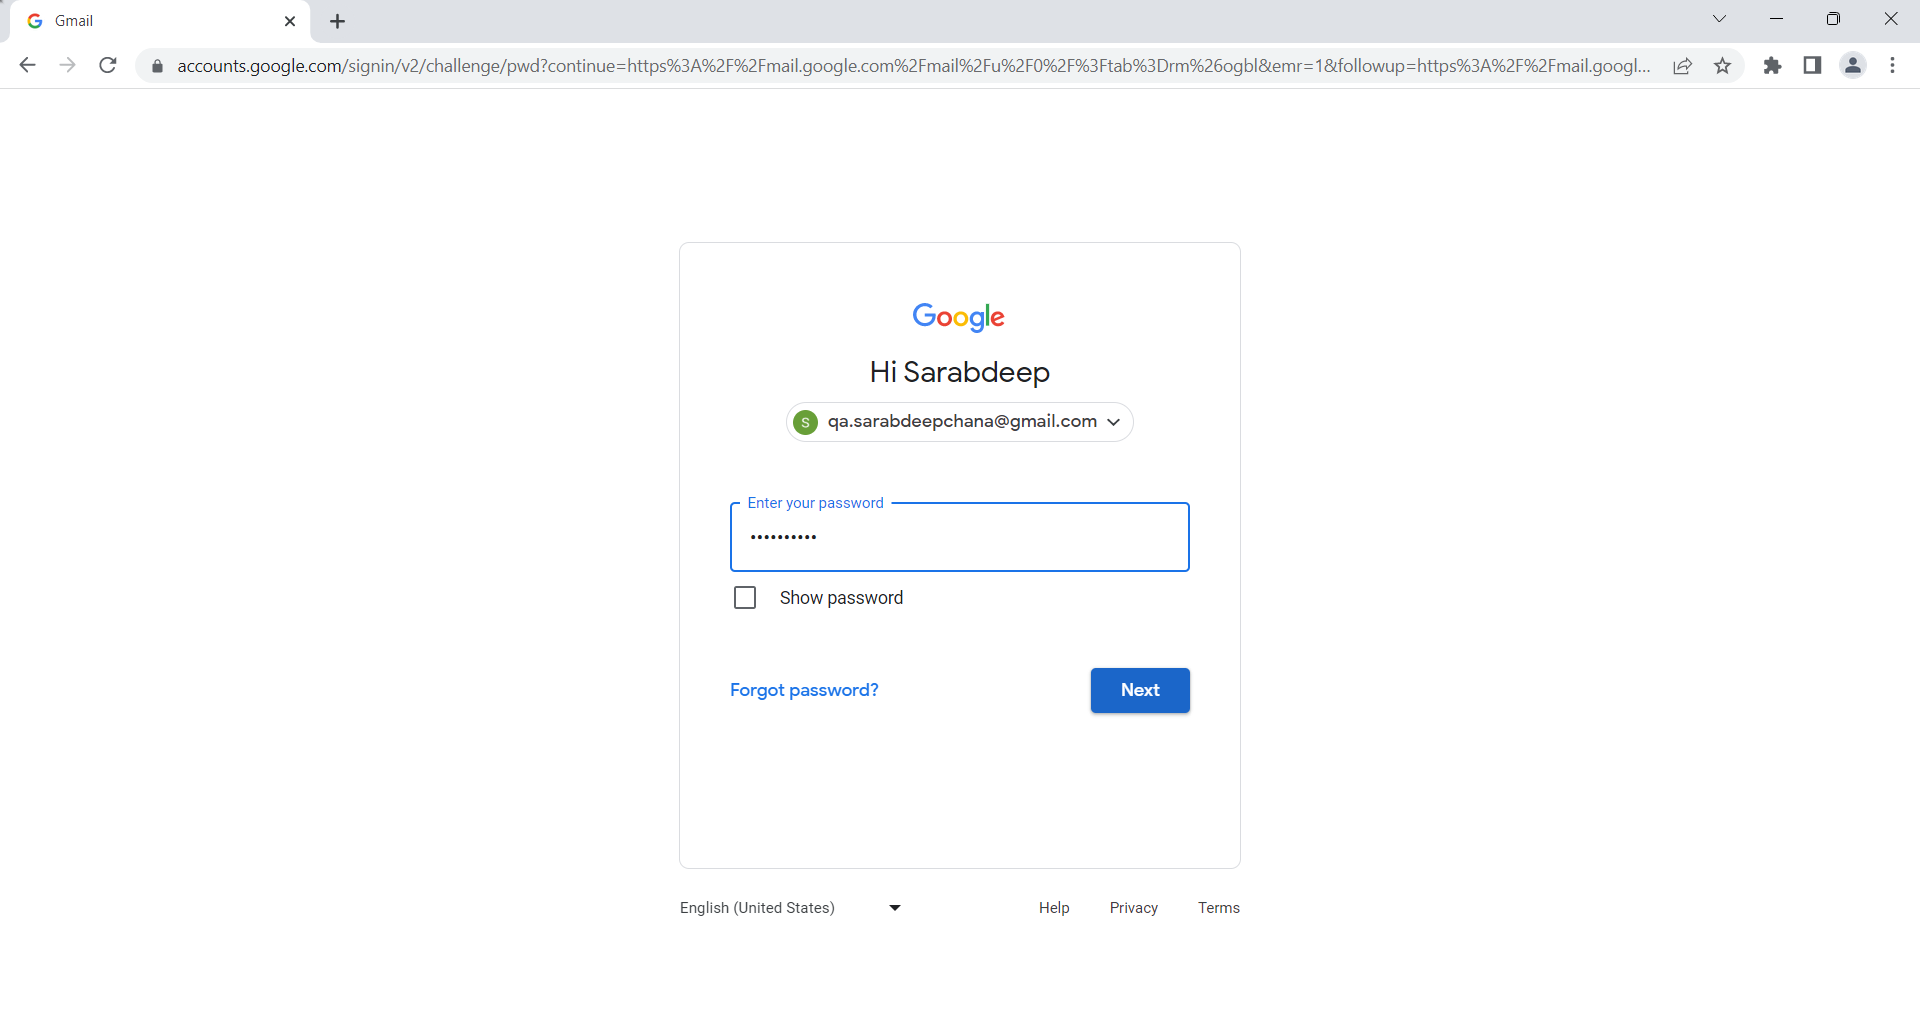 Gmail
accounts.google.com/signin/v2/challenge/pwd?continue=https%3A%2F%2Fmail.google.com%2Fmail%2Fu%2F0%2F%3Ftab%3Drm%26ogbl&emr=1&followup=https%3A%2F%2Fmail.googl...
Google
Hi Sarabdeep
S qa.sarabdeepchana@gmail.com
Enter your password
••••••••••
Show password
Forgot password? Next
English (United States) Help Privacy Terms